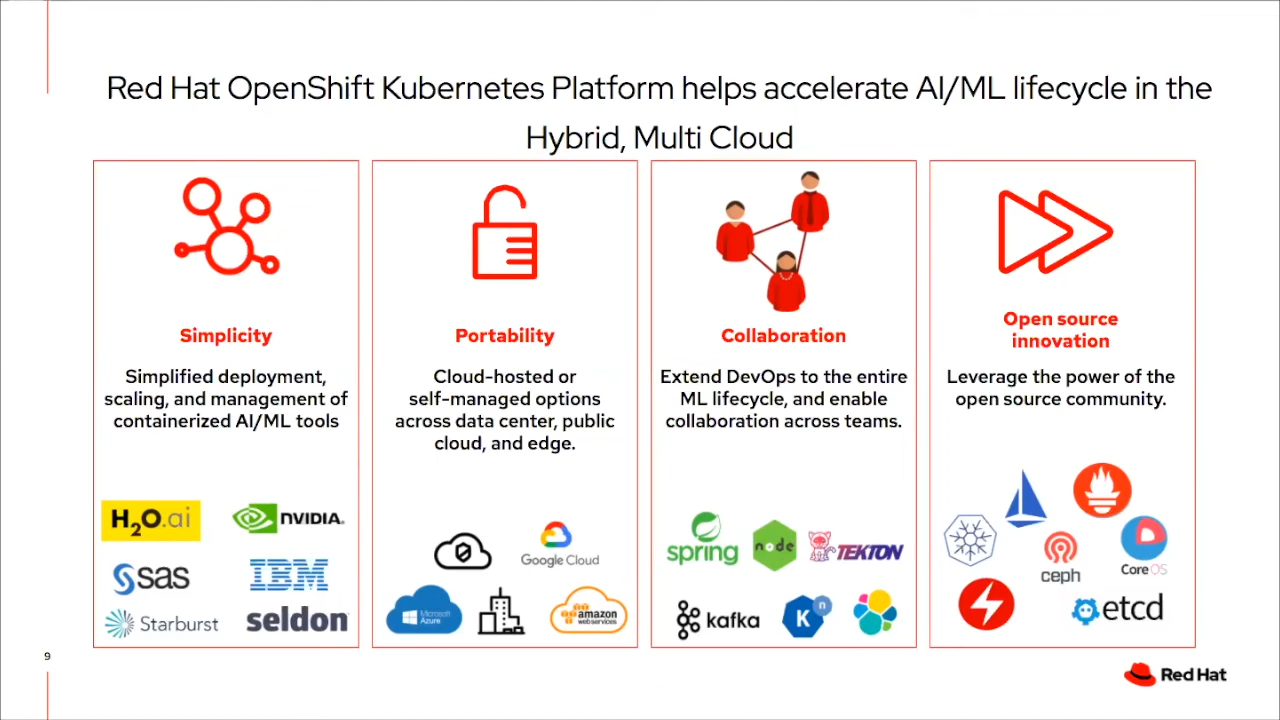 Red Hat OpenShift Kubernetes Platform helps accelerate AI/ML lifecycle in the
Hybrid, Multi Cloud
Simplicity
Simplified deployment,
scaling, and management of
containerized AI/ML tools
H2O.ai
NVIDIA.
sas
IBM
Starburst
seldon
Portability
Cloud-hosted or
self-managed options
across data center, public
cloud, and edge.
Google Cloud
Microsoft
Azure
amazon
webservices
Collaboration
Extend DevOps to the entire
ML lifecycle, and enable
collaboration across teams.
spring
node
TEKTON
kafka
K
n
Open source
innovation
Leverage the power of the
open source community.
ceph
Core OS
etcd
9
Red Hat